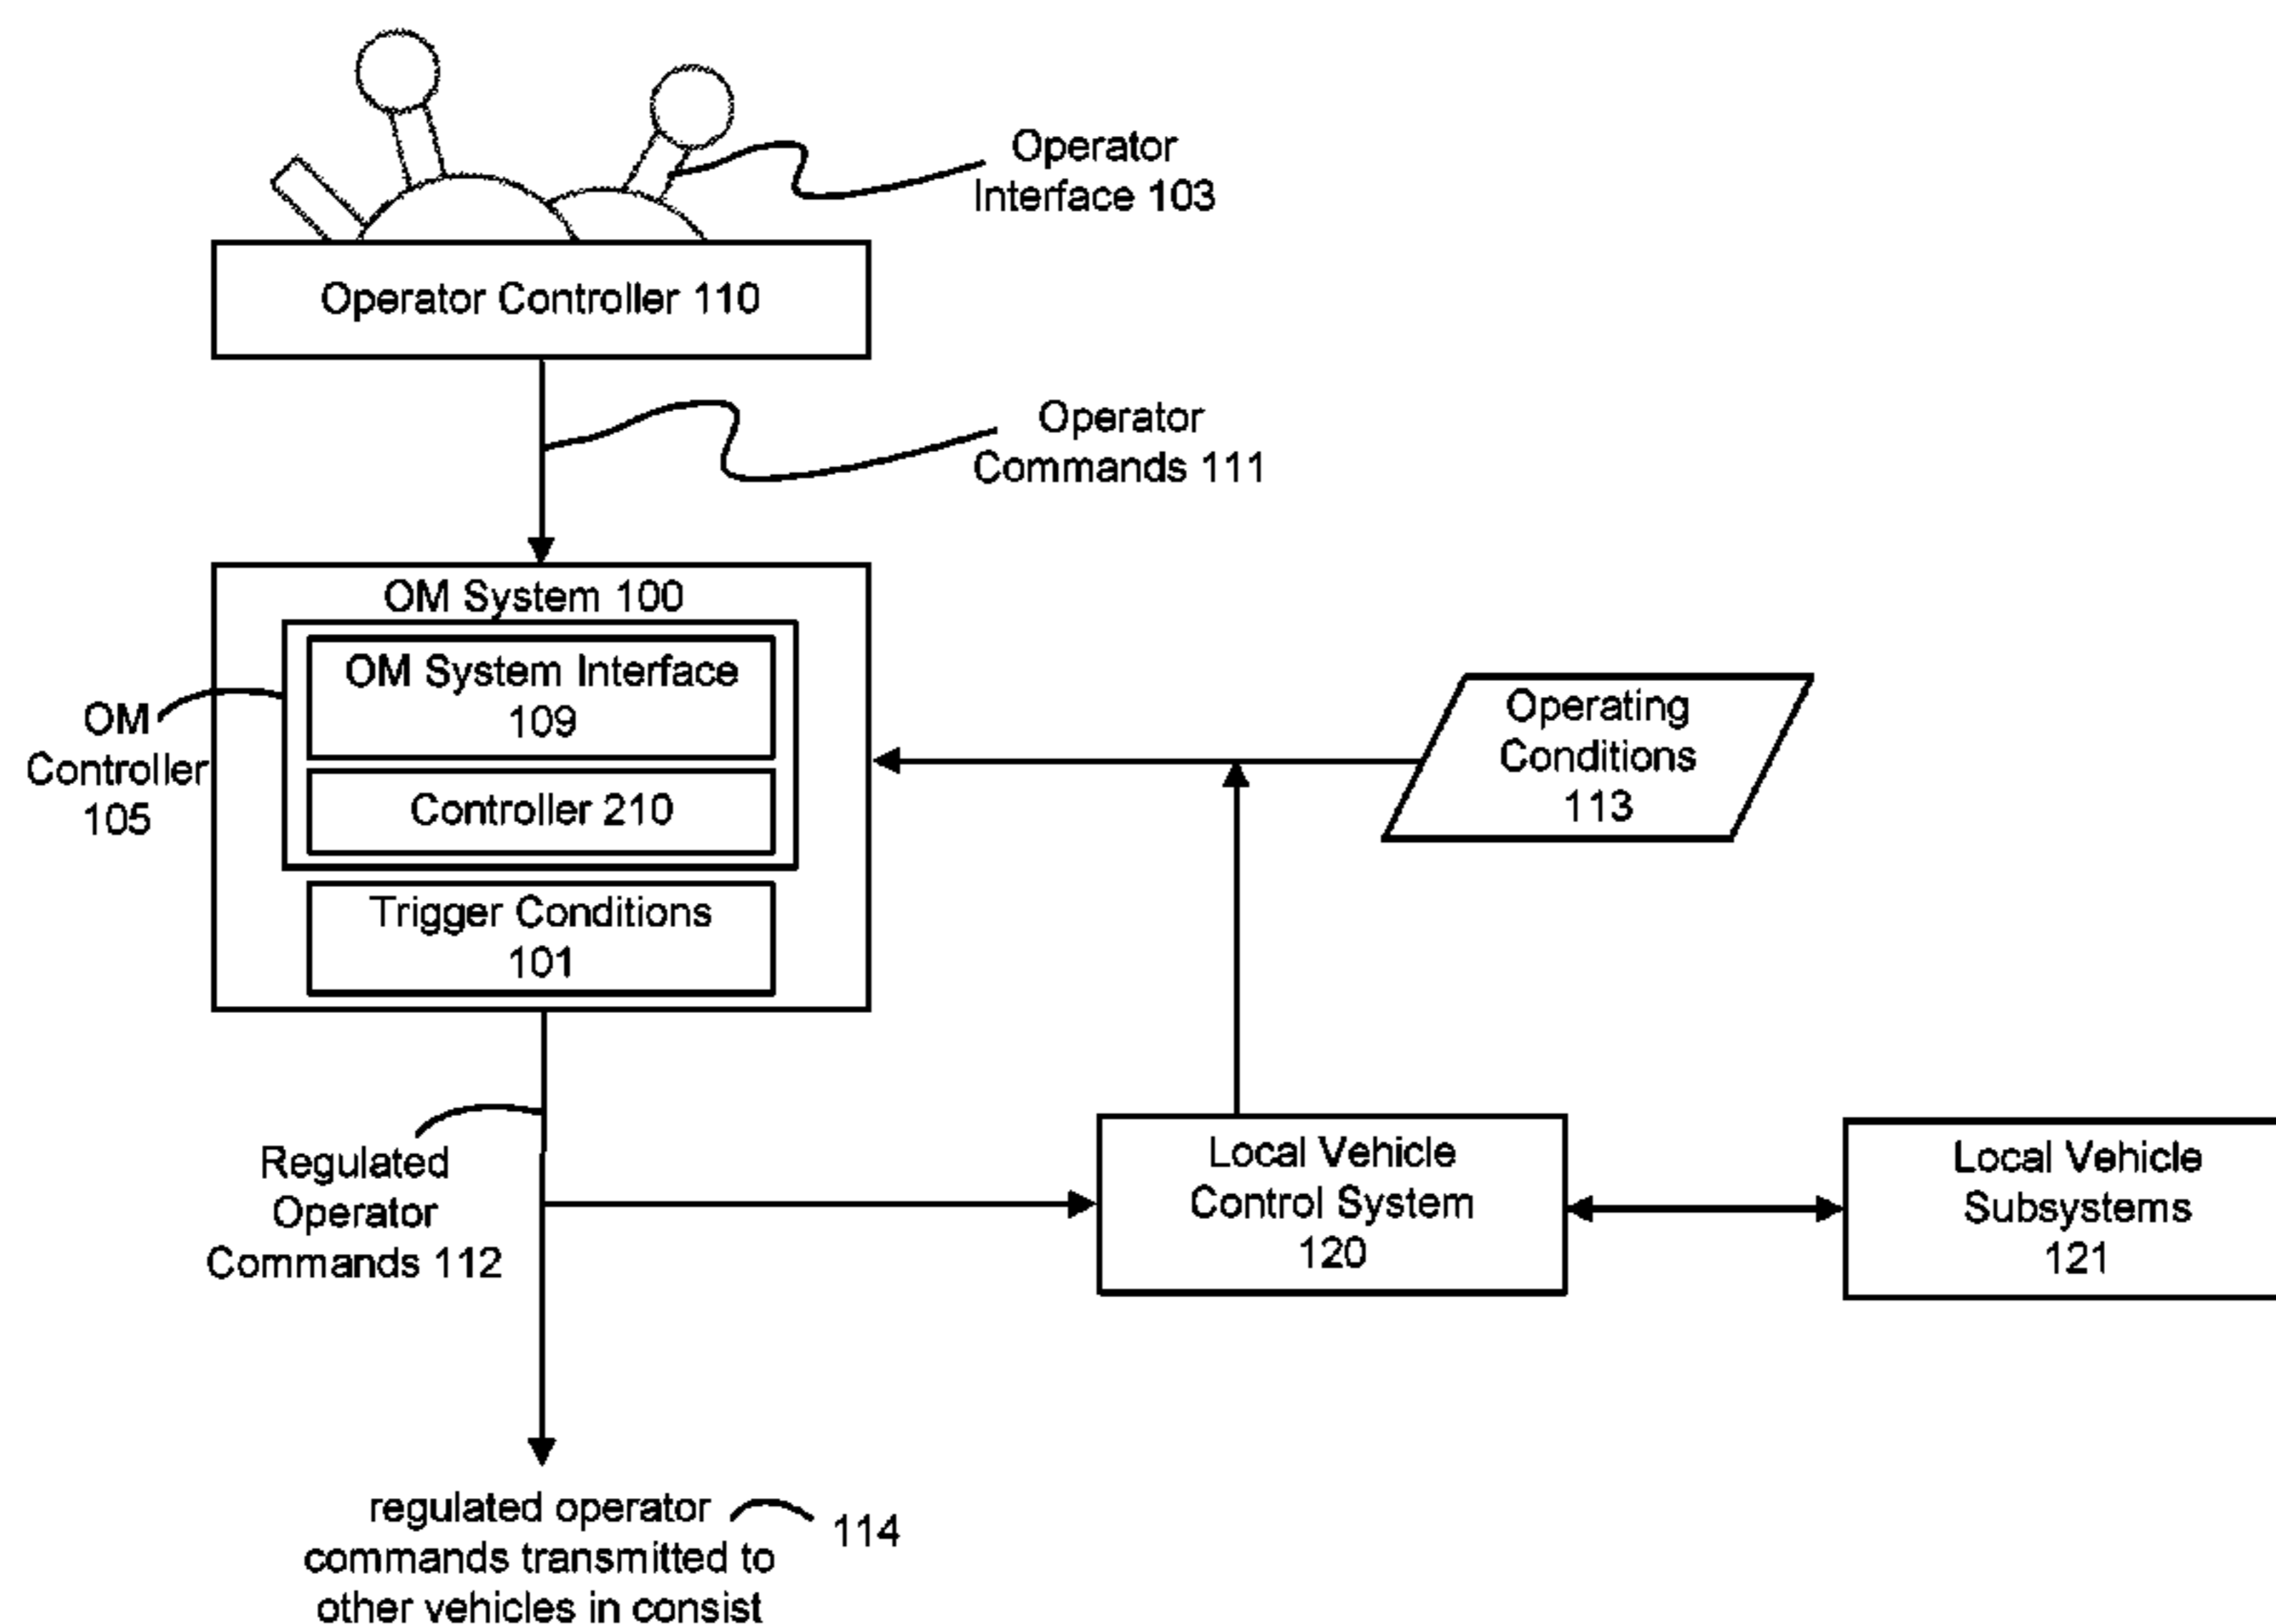 Operator
Interface 103
Operator Controller 110
Operator
Commands 111
OM System 100
OM System Interface
109
OM
Controller
105
Controller 210
Trigger Conditions
101
Operating
Conditions
113
Regulated
Operator
Commands 112
Local Vehicle
Control System
120
Local Vehicle
Subsystems
121
regulated operator
commands transmitted to
other vehicles in consist
114